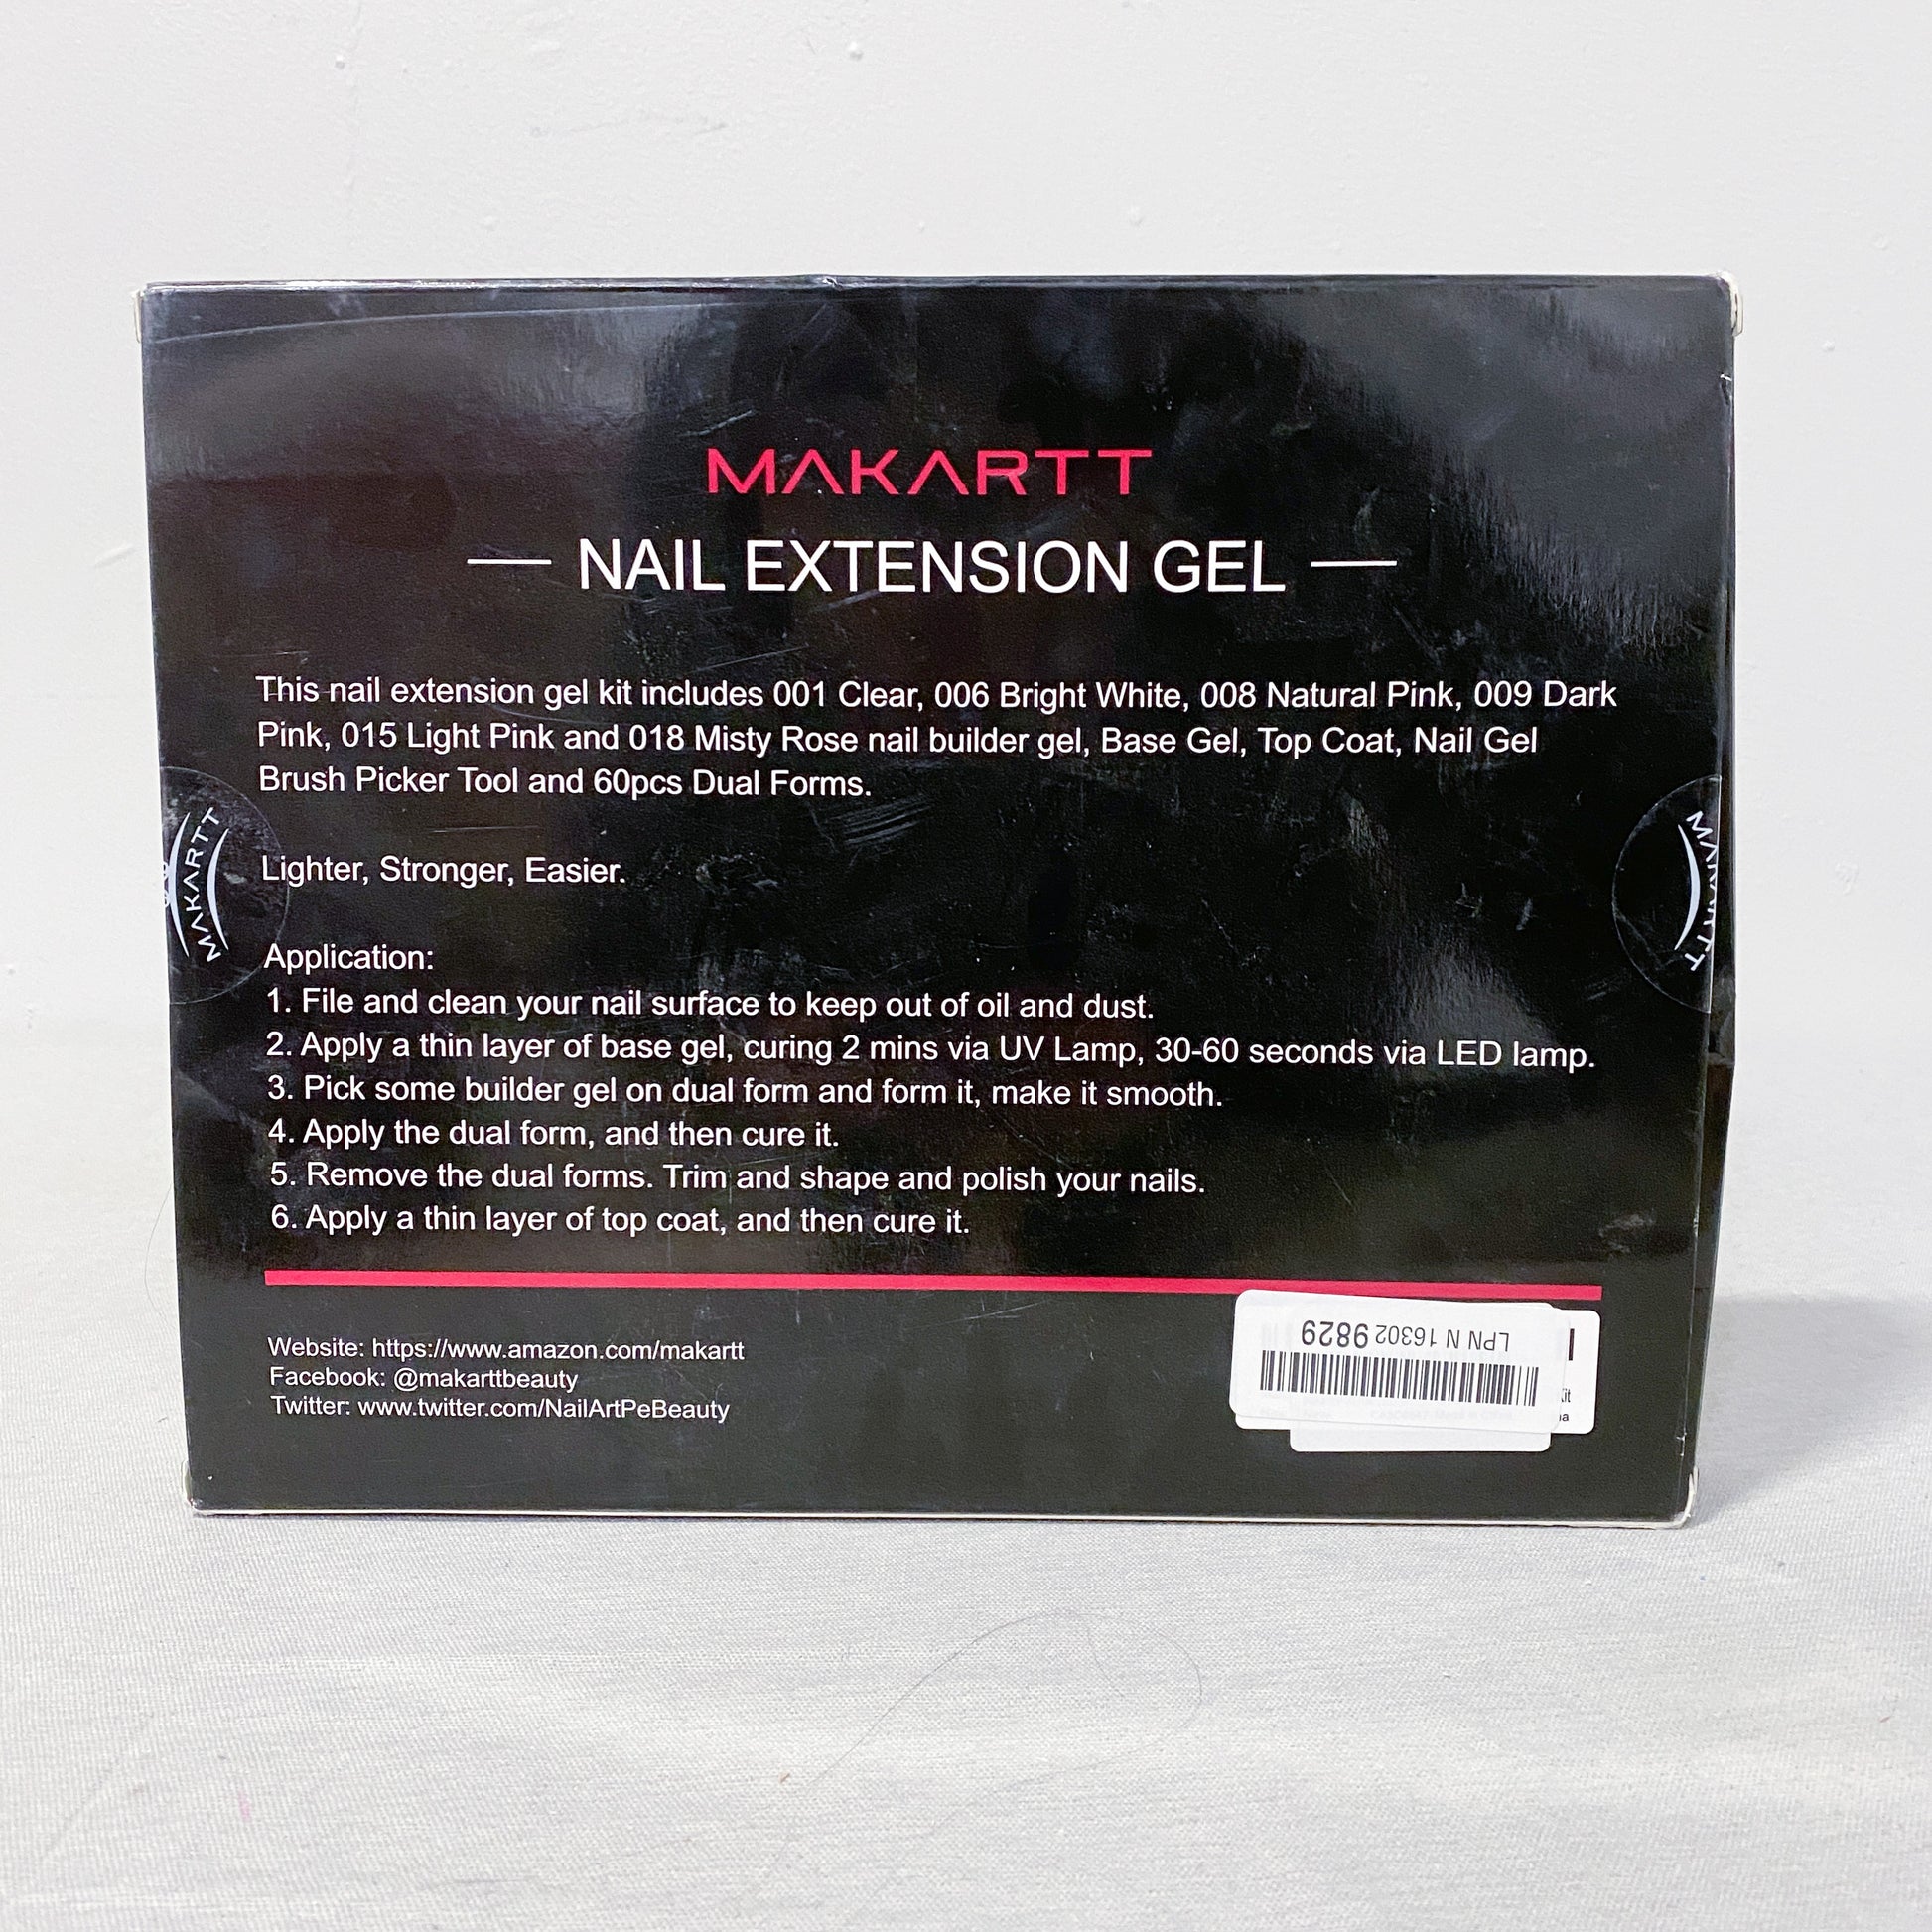 MAKARTT
NAIL EXTENSION GEL
This nail extension gel kit includes 001 Clear, 006 Bright White, 008 Natural Pink, 009 Dark
Pink, 015 Light Pink and 018 Misty Rose nail builder gel, Base Gel, Top Coat, Nail Gel
Brush Picker Tool and 60pcs Dual Forms.
MAKARTT
MAKARTT
Lighter, Stronger, Easier.
Application:
1. File and clean your nail surface to keep out of oil and dust.
2. Apply a thin layer of base gel, curing 2 mins via UV Lamp, 30-60 seconds via LED lamp.
3. Pick some builder gel on dual form and form it, make it smooth.
4. Apply the dual form, and then cure it.
5. Remove the dual forms. Trim and shape and polish your nails.
6. Apply a thin layer of top coat, and then cure it.
Website: https://www.amazon.com/makartt
Facebook: @makarttbeauty
Twitter: www.twitter.com/NailArtPeBeauty
LPN N 16302 9829